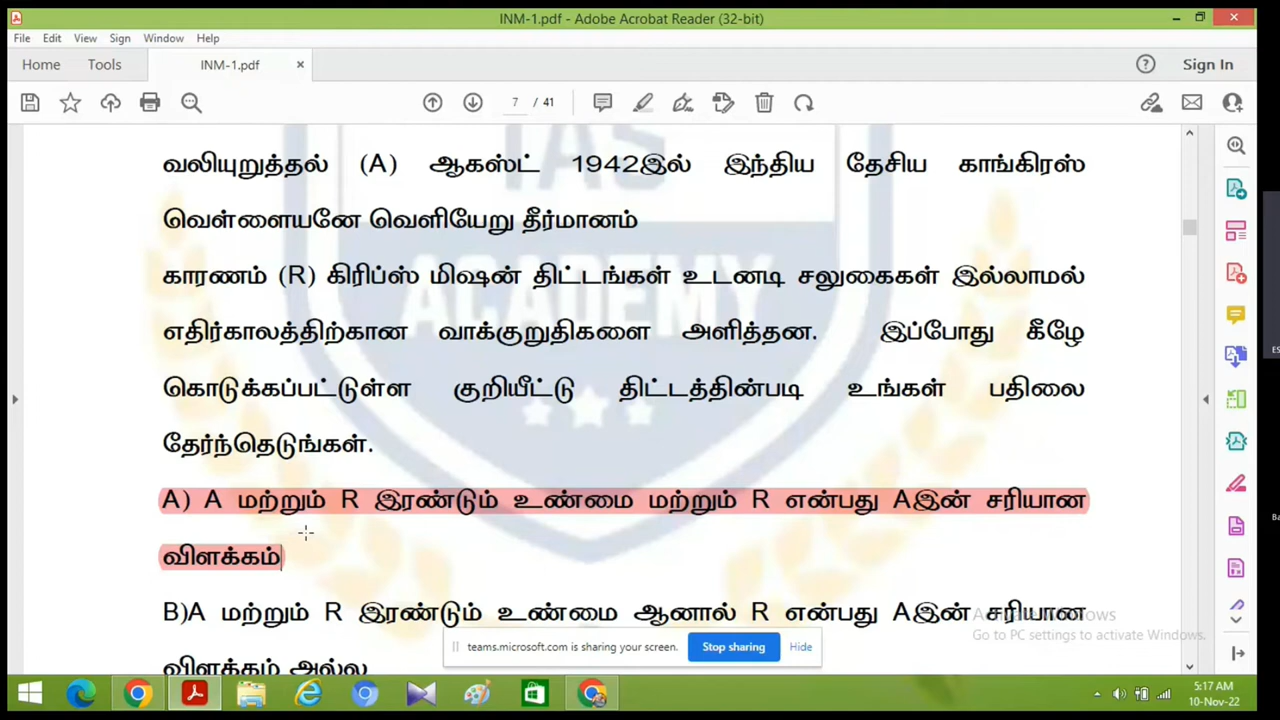 INM-1.pdf - Adobe Acrobat Reader (32-bit)
File Edit View Sign Window Help
Home Tools INM-1.pdf × Sign In
7 / 41
IAS
ACADEMY
வலியுறுத்தல் (A) ஆகஸ்ட் 1942இல் இந்திய தேசிய காங்கிரஸ்
வெள்ளையனே வெளியேறு தீர்மானம்
காரணம் (R) கிரிப்ஸ் மிஷன் திட்டங்கள் உடனடி சலுகைகள் இல்லாமல்
எதிர்காலத்திற்கான வாக்குறுதிகளை அளித்தன. இப்போது கீழே
கொடுக்கப்பட்டுள்ள குறியீட்டு திட்டத்தின்படி உங்கள் பதிலை
தேர்ந்தெடுங்கள்.
A) A மற்றும் R இரண்டும் உண்மை மற்றும் R என்பது Aஇன் சரியான
விளக்கம்
B)A மற்றும் R இரண்டும் உண்மை ஆனால் R என்பது Aஇன் சரியான
விளக்கம் அல்ல
Activate Windows
Go to PC settings to activate Windows.
teams.microsoft.com is sharing your screen. Stop sharing Hide
5:17 AM
10-Nov-22